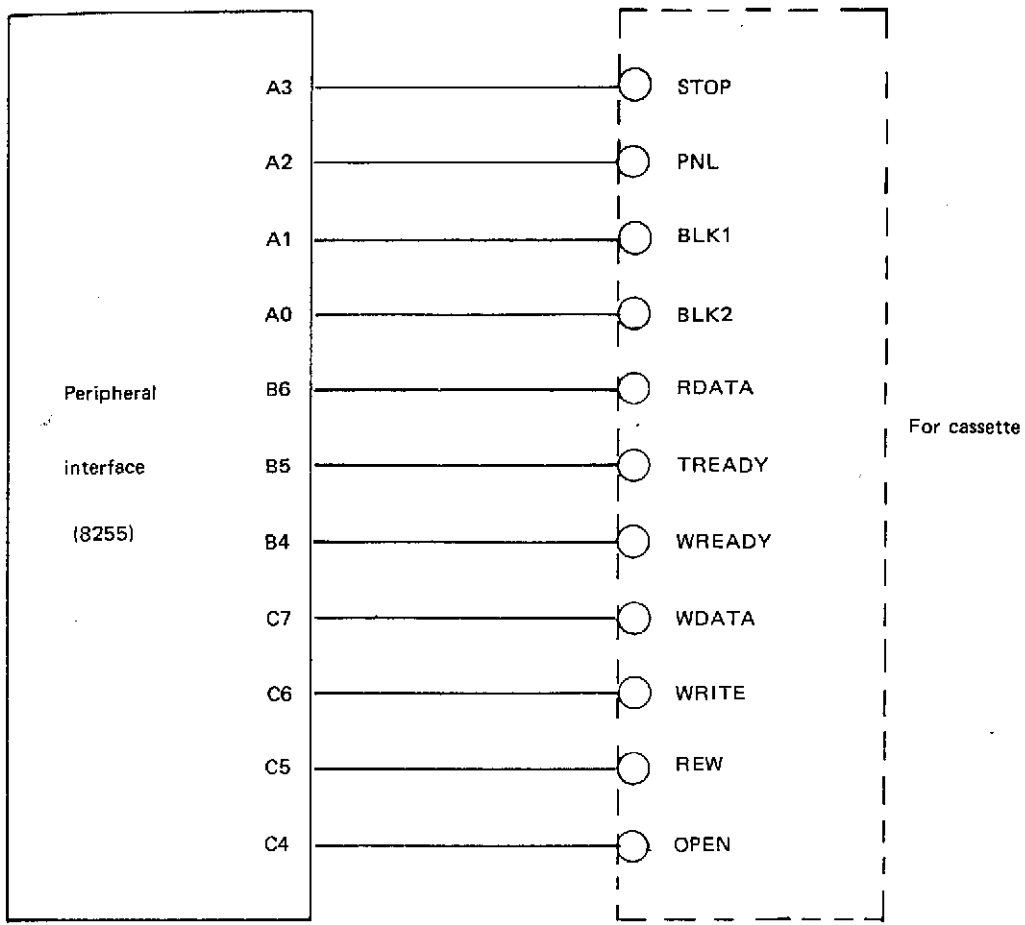 A3 STOP
A2 PNL
A1 BLK1
A0 BLK2
Peripheral
interface
(8255)
B6 RDATA
B5 TREADY
B4 WREADY
C7 WDATA
C6 WRITE
C5 REW
C4 OPEN
For cassette